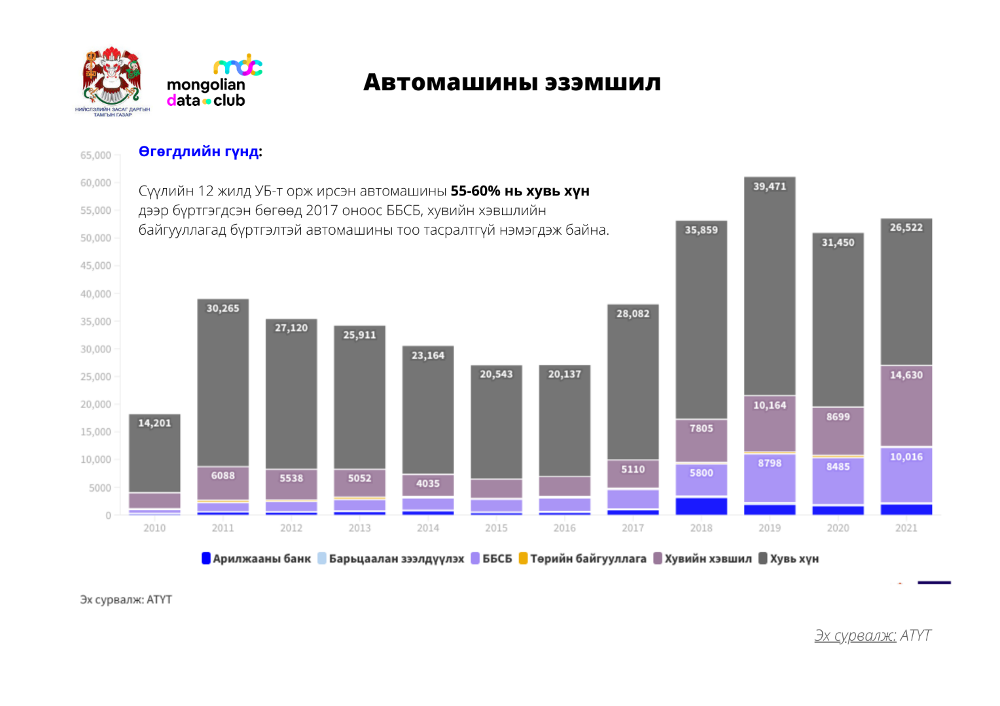 НИЙСЛЭЛИЙН ЗАСАГ ДАРГЫН
ТАМГЫН ГАЗАР
mdc
mongolian
data club
Автомашины эзэмшил
Өгөгдлийн гүнд:
Сүүлийн 12 жилд УБ-т орж ирсэн автомашины 55-60% нь хувь хүн
дээр бүртгэгдсэн бөгөөд 2017 оноос ББСБ, хувийн хэвшлийн
байгууллагад бүртгэлтэй автомашины тоо тасралтгүй нэмэгдэж байна.
65,000
60,000
55,000
50,000
45,000
40,000
35,000
30,000
25,000
20,000
15,000
10,000
5000
0
14,201
30,265
6088
27,120
5538
25,911
5052
23,164
4035
20,543
20,137
28,082
5110
35,859
7805
5800
39,471
10,164
8798
31,450
8699
8485
26,522
14,630
10,016
2010 2011 2012 2013 2014 2015 2016 2017 2018 2019 2020 2021
Арилжааны банк Барьцаалан зээлдүүлэх ББСБ Төрийн байгууллага Хувийн хэвшил Хувь хүн
Эх сурвалж: АТҮТ
Эх сурвалж: АТҮТ